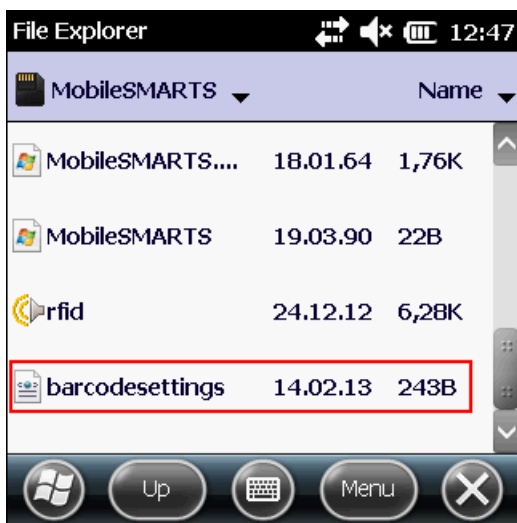 File Explorer 12:47
MobileSMARTS Name
MobileSMARTS.... 18.01.64 1,76K
MobileSMARTS 19.03.90 22B
rfid 24.12.12 6,28K
barcodesettings 14.02.13 243B
Up Menu